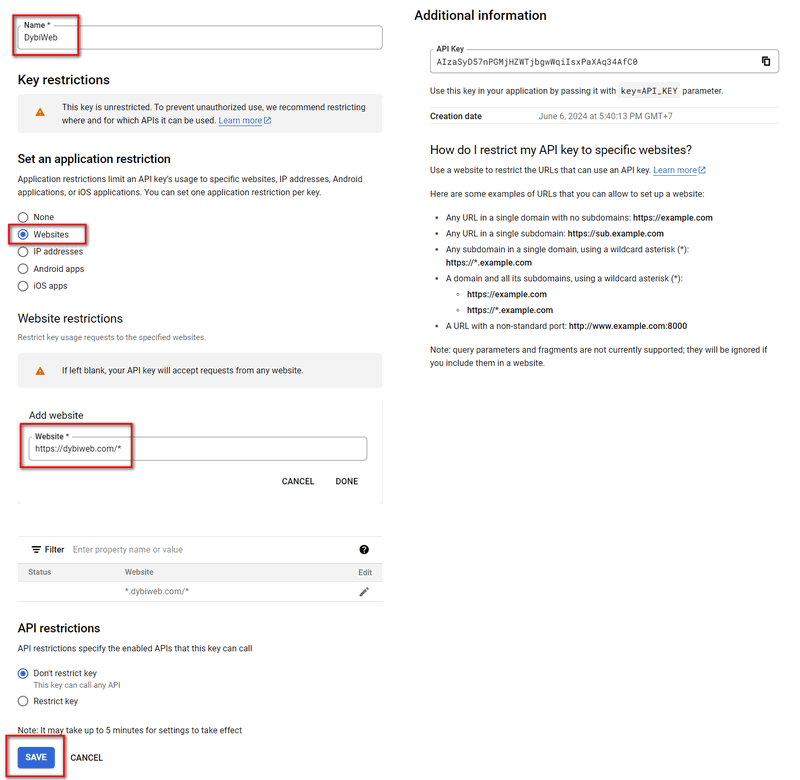 Name *
DybiWeb
Key restrictions
This key is unrestricted. To prevent unauthorized use, we recommend restricting
where and for which APIs it can be used. Learn more
Set an application restriction
Application restrictions limit an API key's usage to specific websites, IP addresses, Android
applications, or iOS applications. You can set one application restriction per key.
None
Websites
IP addresses
Android apps
iOS apps
Website restrictions
Restrict key usage requests to the specified websites.
If left blank, your API key will accept requests from any website.
Add website
Website *
https://dybiweb.com/*
CANCEL DONE
Filter Enter property name or value
Status Website Edit
*.dybiweb.com/*
API restrictions
API restrictions specify the enabled APIs that this key can call
Don't restrict key
This key can call any API
Restrict key
Note: It may take up to 5 minutes for settings to take effect
SAVE CANCEL
Additional information
API Key
AIzaSyD57nPGMjHZWTjbgwWqiIsxPaXAq34AfC0
Use this key in your application by passing it with key=API_KEY parameter.
Creation date June 6, 2024 at 5:40:13 PM GMT+7
How do I restrict my API key to specific websites?
Use a website to restrict the URLs that can use an API key. Learn more
Here are some examples of URLs that you can allow to set up a website:
• Any URL in a single domain with no subdomains: https://example.com
• Any URL in a single subdomain: https://sub.example.com
• Any subdomain in a single domain, using a wildcard asterisk (*):
https://*.example.com
• A domain and all its subdomains, using a wildcard asterisk (*):
◦ https://example.com
◦ https://*.example.com
• A URL with a non-standard port: http://www.example.com:8000
Note: query parameters and fragments are not currently supported; they will be ignored if
you include them in a website.